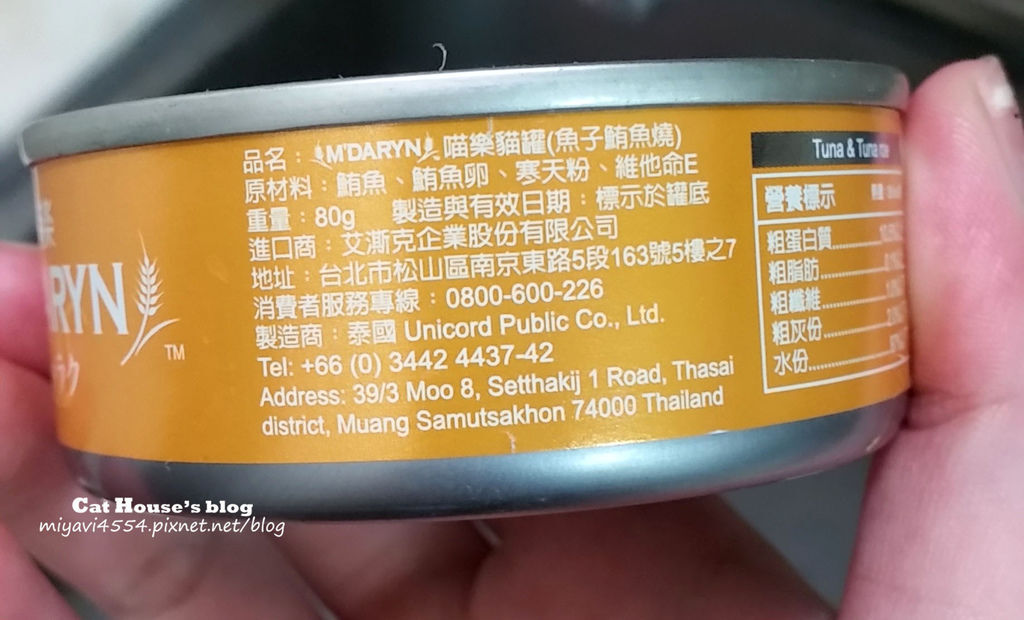 品名：M'DARYN 喵樂貓罐(魚子鮪魚燒)
原材料：鮪魚、鮪魚卵、寒天粉、維他命E
重量：80g 製造與有效日期：標示於罐底
進口商：艾澌克企業股份有限公司
地址：台北市松山區南京東路5段163號5樓之7
消費者服務專線：0800-600-226
製造商：泰國 Unicord Public Co., Ltd.
Tel: +66 (0) 3442 4437-42
Address: 39/3 Moo 8, Setthakij 1 Road, Thasai
district, Muang Samutsakhon 74000 Thailand
RYN
TM
Tuna & Tuna
營養標示
粗蛋白質
粗脂肪
粗纖維
粗灰份
水份
Cat House's blog
miyavi4554.pixnet.net/blog